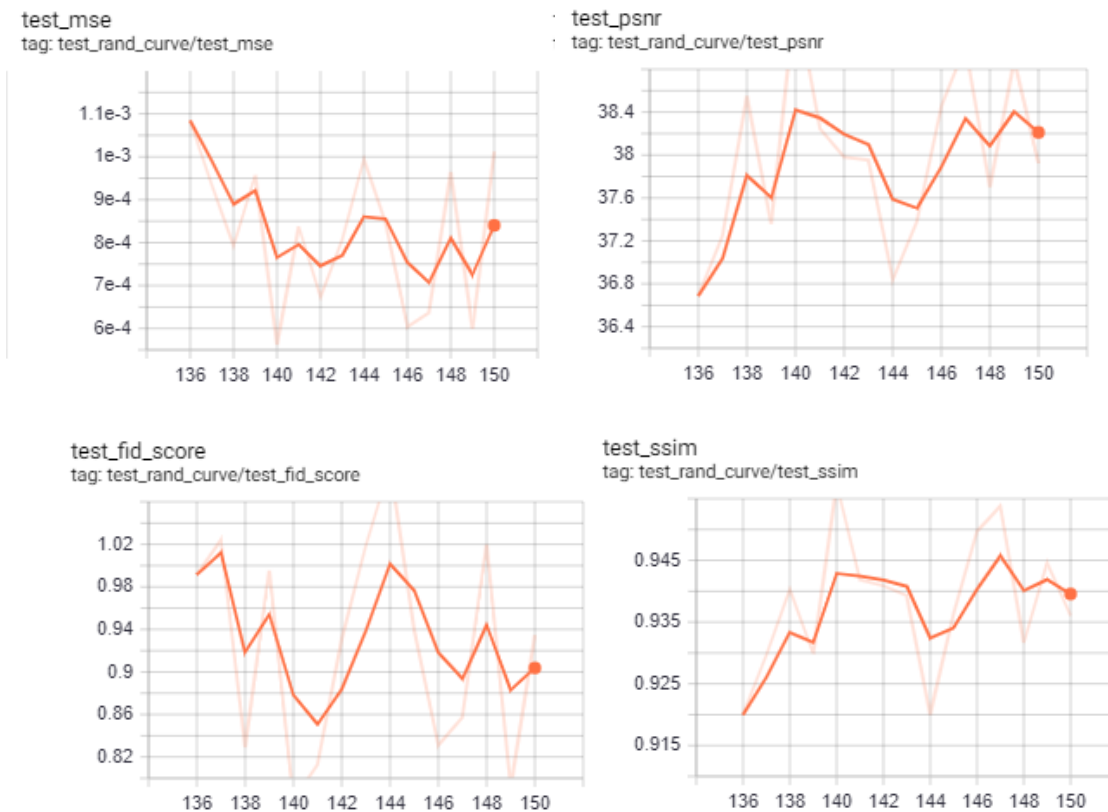 test_mse
tag: test_rand_curve/test_mse
1.1e-3
1e-3
9e-4
8e-4
7e-4
6e-4
136 138 140 142 144 146 148 150
test_psnr
tag: test_rand_curve/test_psnr
38.4
38
37.6
37.2
36.8
36.4
136 138 140 142 144 146 148 150
test_fid_score
tag: test_rand_curve/test_fid_score
1.02
0.98
0.94
0.9
0.86
0.82
136 138 140 142 144 146 148 150
test_ssim
tag: test_rand_curve/test_ssim
0.945
0.935
0.925
0.915
136 138 140 142 144 146 148 150